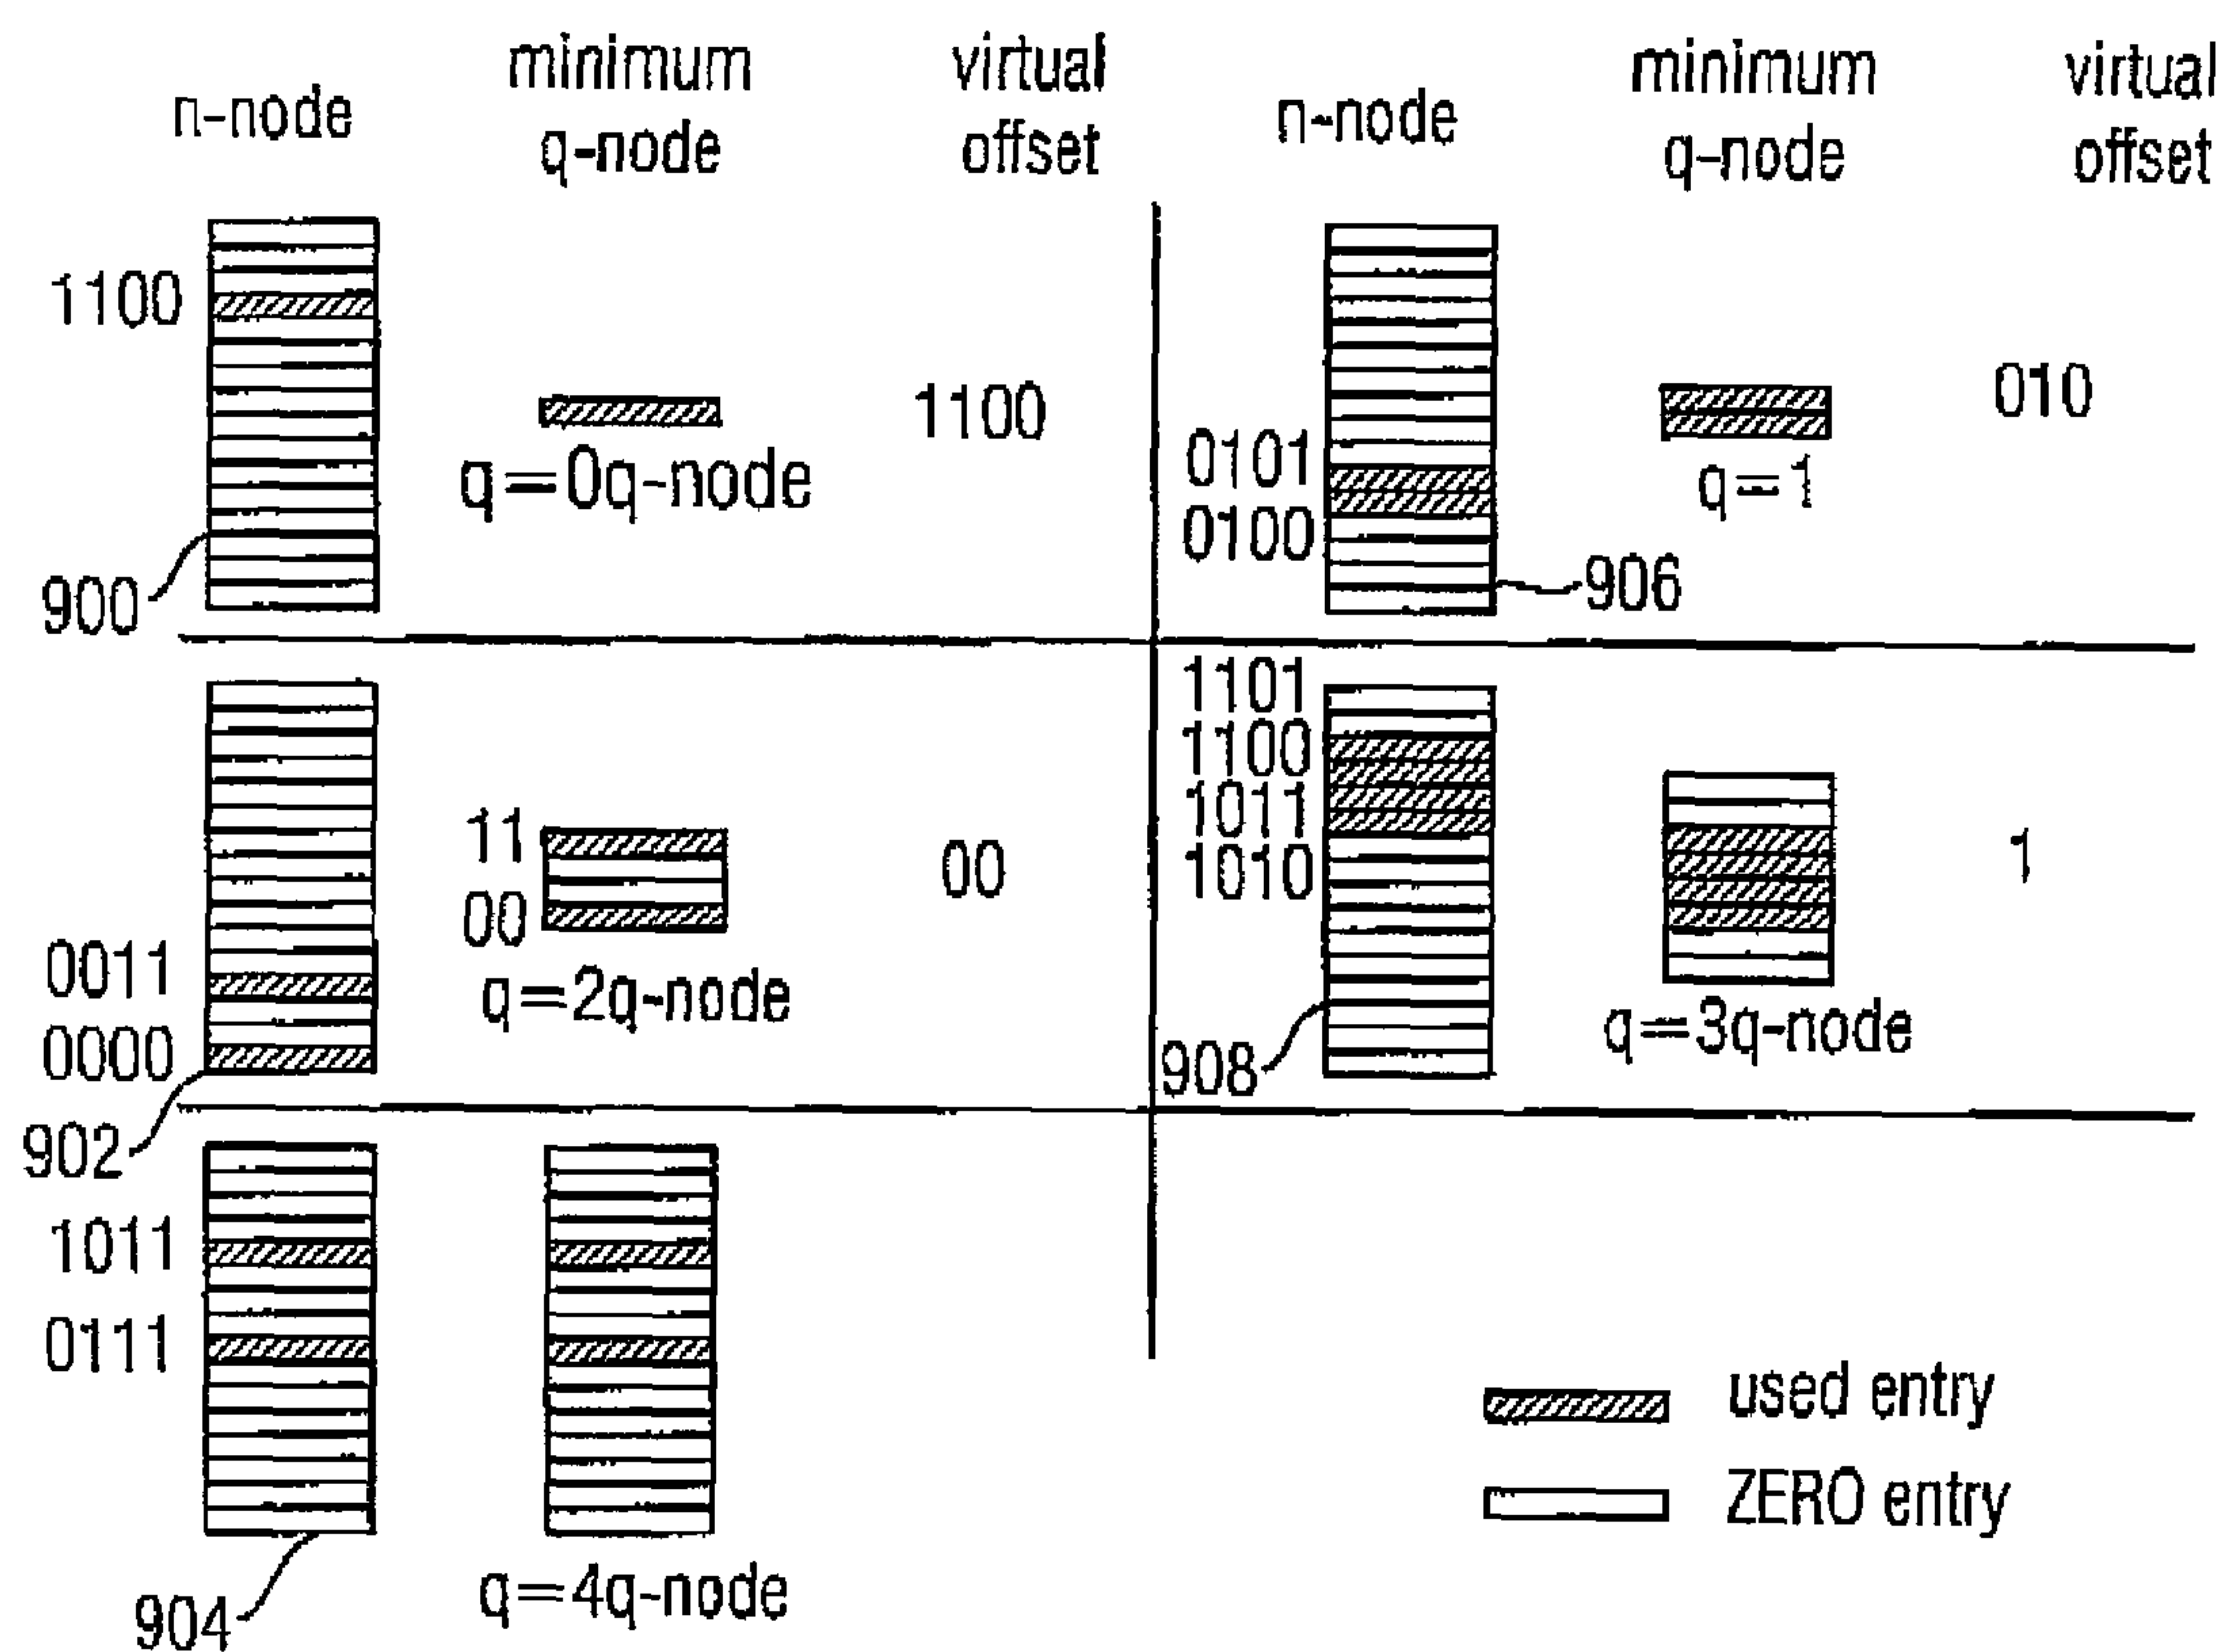 n-node
minimum
q-node
virtual
offset
n-node
minimum
q-node
virtual
offset
1100
q=0q-node
1100
900
0101
0100
q=1
010
906
11
00
q=2q-node
00
0011
0000
902
1101
1100
1011
1010
q=3q-node
1
908
1011
0111
q=4q-node
904
used entry
ZERO entry